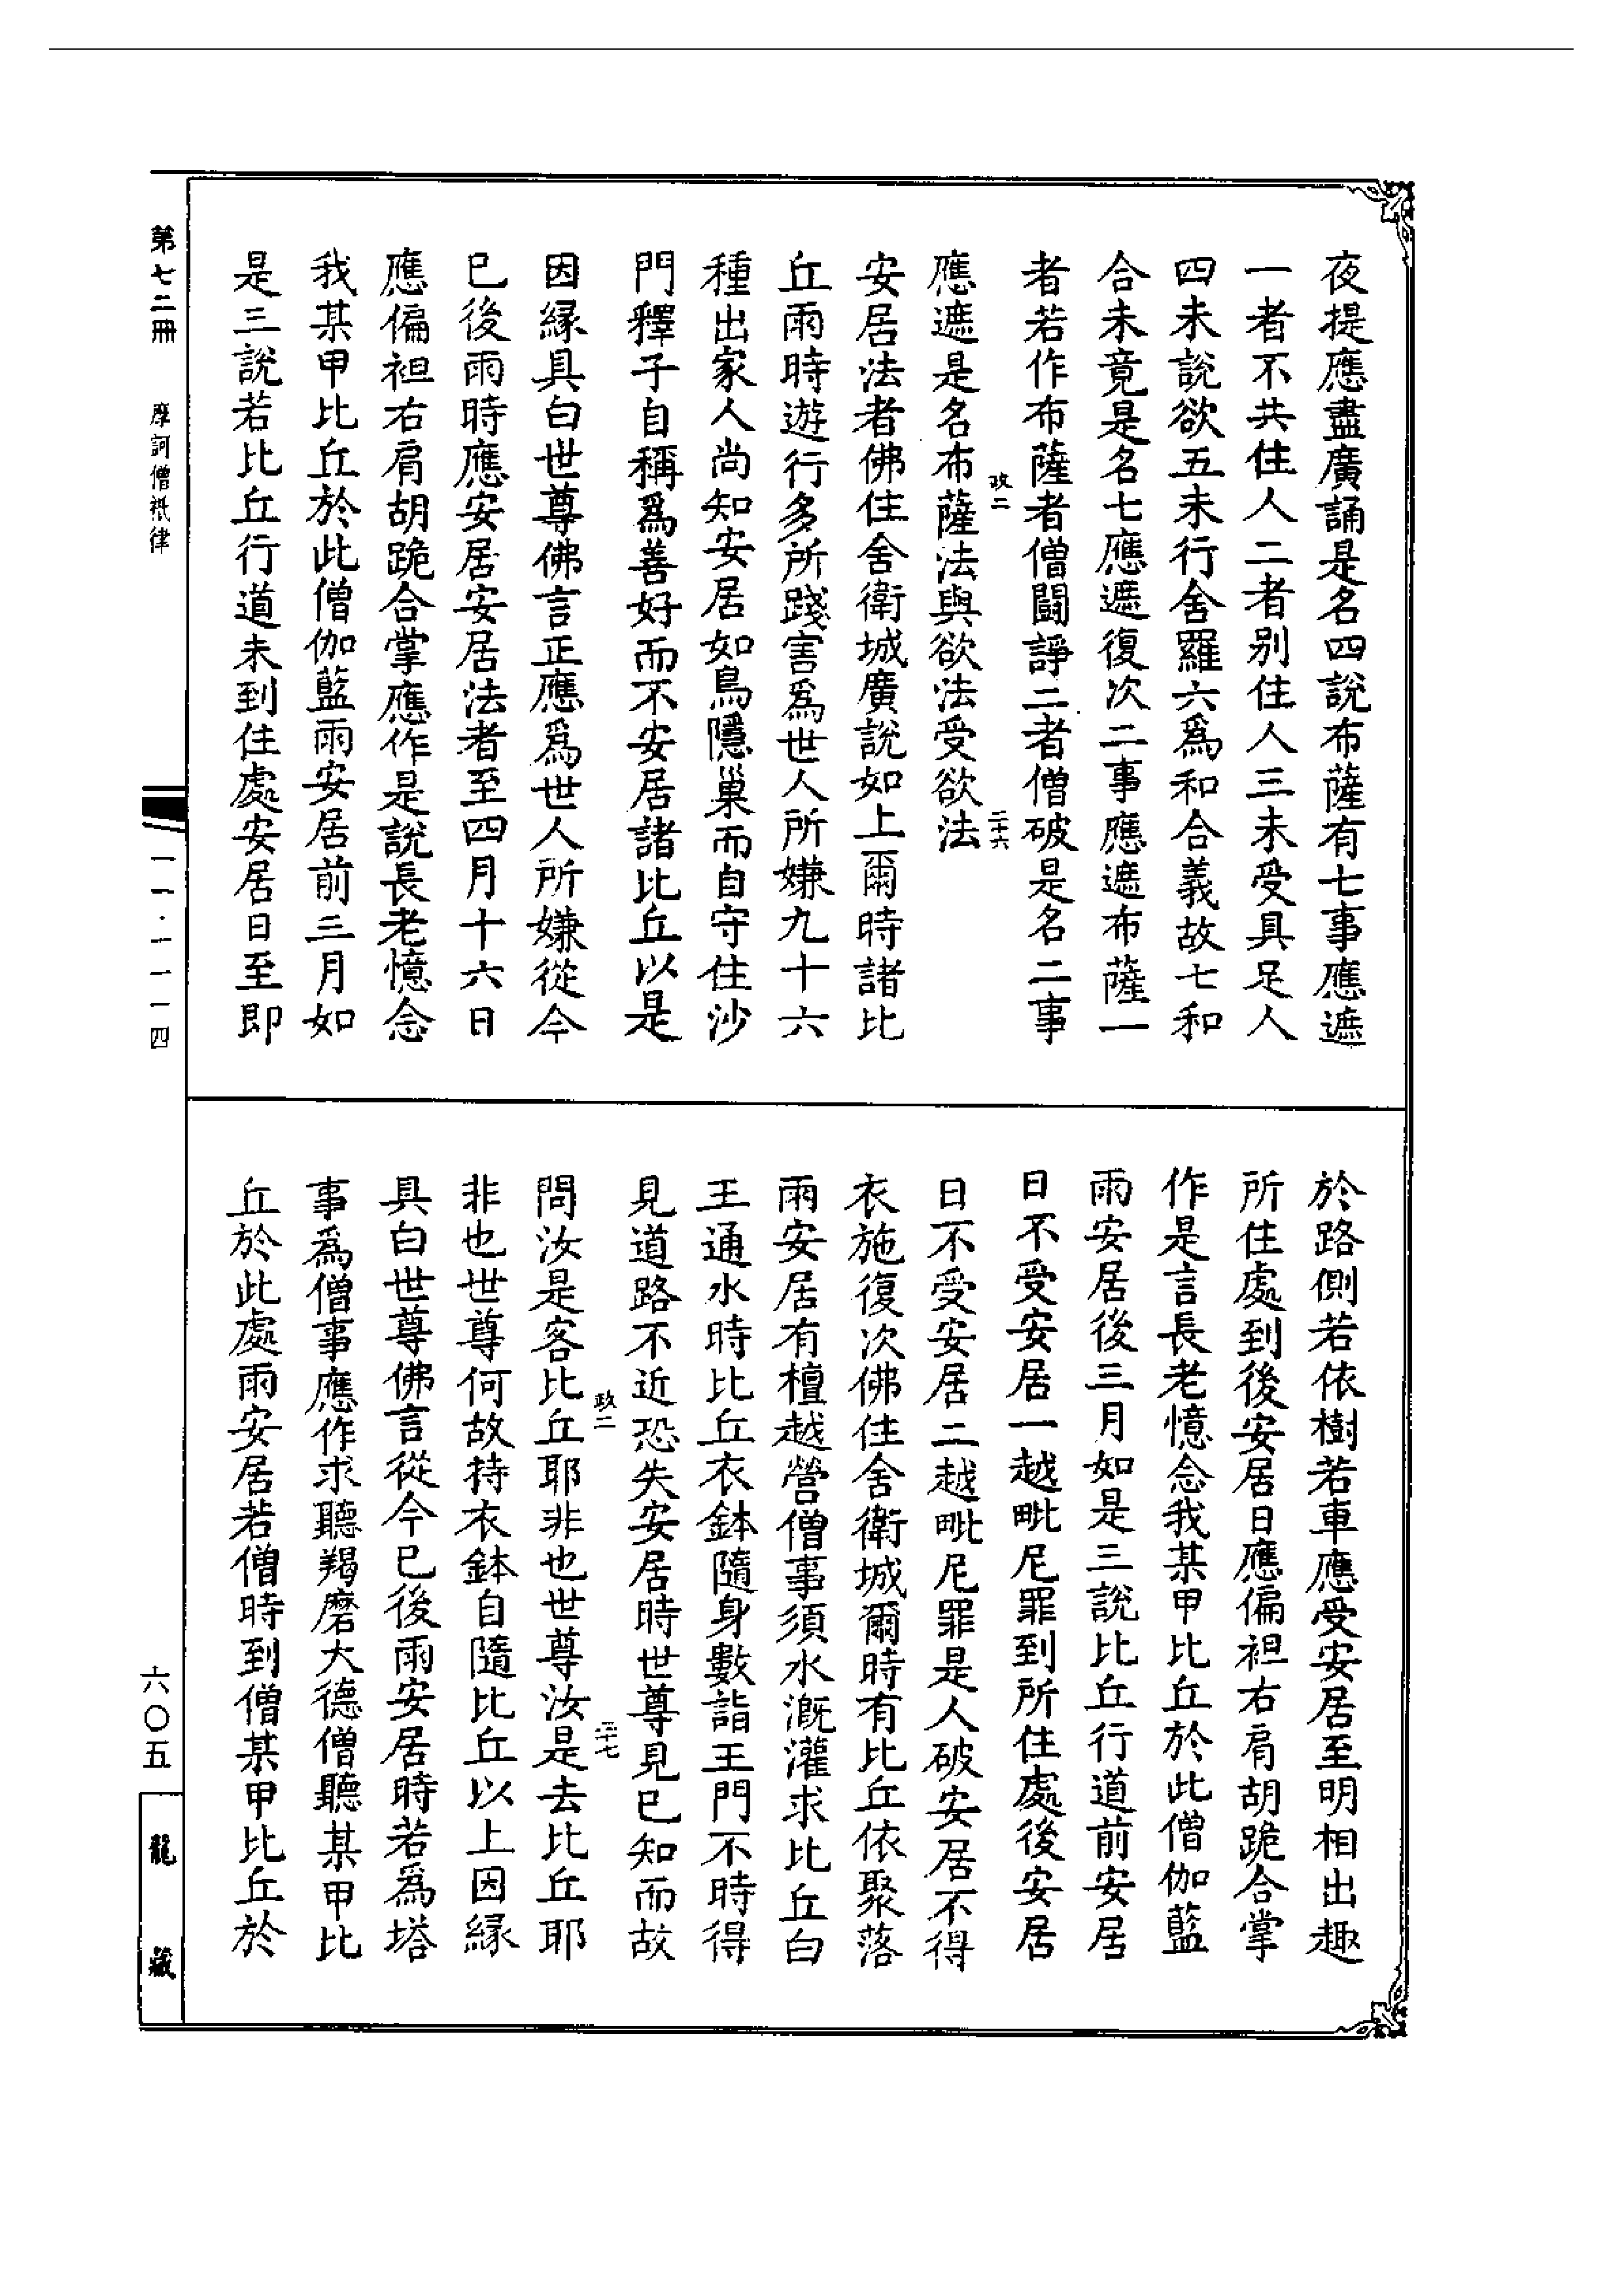 夜提應盡廣誦是名四說布薩有七事應遮
一者不共住人二者別住人三未受具足人
四未說欲五未行舍羅六為和合義故七和
合未竟是名七應遮復次二事應遮布薩一
者若作布薩者僧鬪諍二者僧破是名二事
政二
二十六
應遮是名布薩法與欲法受欲法
安居法者佛住舍衛城廣說如上爾時諸比
丘雨時遊行多所踐害爲世人所嫌九十六
種出家人尚知安居如鳥隱巢而自守住沙
門釋子自稱爲善好而不安居諸比丘以是
因緣具白世尊佛言正應爲世人所嫌從今
已後雨時應安居安居法者至四月十六日
應偏袒右肩胡跪合掌應作是說長老憶念
我某甲比丘於此僧伽藍雨安居前三月如
是三說若比丘行道未到住處安居日至即
於路側若依樹若車應受安居至明相出趣
所住處到後安居日應偏袒右肩胡跪合掌
作是言長老憶念我某甲比丘於此僧伽藍
雨安居後三月如是三說比丘行道前安居
日不受安居一越毗尼罪到所住處後安居
日不受安居二越毗尼罪是人破安居不得
衣施復次佛住舍衛城爾時有比丘依聚落
雨安居有檀越營僧事須水溉灌求比丘白
王通水時比丘衣鉢隨身數詣王門不時得
見道路不近恐失安居時世尊見已知而故
政二
二十七
問汝是客比丘耶非也世尊汝是去比丘耶
非也世尊何故持衣鉢自隨比丘以上因緣
具白世尊佛言從今已後雨安居時若爲塔
事爲僧事應作求聽羯磨大德僧聽某甲比
丘於此處雨安居若僧時到僧某甲比丘於
第七二冊
摩訶僧祇律
一一·一一一四
六〇五
龍藏